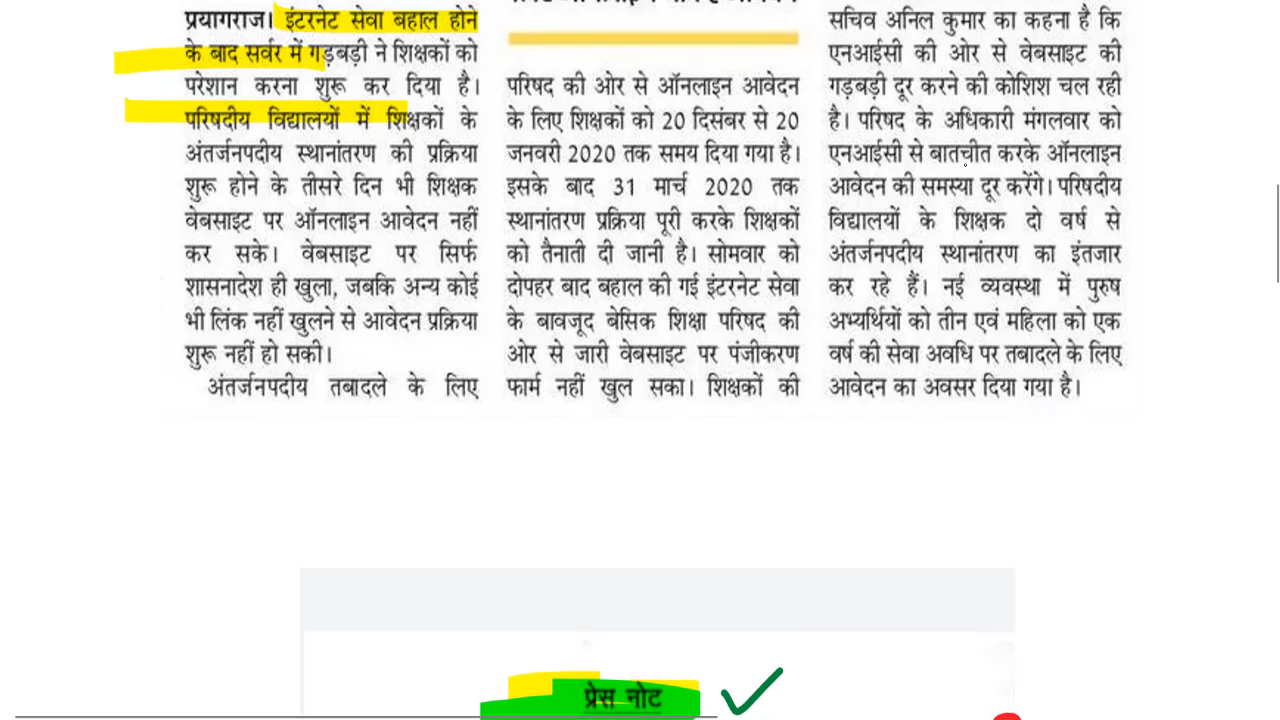 प्रयागराज। इंटरनेट सेवा बहाल होने
के बाद सर्वर में गड़बड़ी ने शिक्षकों को
परेशान करना शुरू कर दिया है।
परिषदीय विद्यालयों में शिक्षकों के
अंतर्जनपदीय स्थानांतरण की प्रक्रिया
शुरू होने के तीसरे दिन भी शिक्षक
वेबसाइट पर ऑनलाइन आवेदन नहीं
कर सके। वेबसाइट पर सिर्फ
शासनादेश ही खुला, जबकि अन्य कोई
भी लिंक नहीं खुलने से आवेदन प्रक्रिया
शुरू नहीं हो सकी।
अंतर्जनपदीय तबादले के लिए
परिषद की ओर से ऑनलाइन आवेदन
के लिए शिक्षकों को 20 दिसंबर से 20
जनवरी 2020 तक समय दिया गया है।
इसके बाद 31 मार्च 2020 तक
स्थानांतरण प्रक्रिया पूरी करके शिक्षकों
को तैनाती दी जानी है। सोमवार को
दोपहर बाद बहाल की गई इंटरनेट सेवा
के बावजूद बेसिक शिक्षा परिषद की
ओर से जारी वेबसाइट पर पंजीकरण
फार्म नहीं खुल सका। शिक्षकों की
सचिव अनिल कुमार का कहना है कि
एनआईसी की ओर से वेबसाइट की
गड़बड़ी दूर करने की कोशिश चल रही
है। परिषद के अधिकारी मंगलवार को
एनआईसी से बातचीत करके ऑनलाइन
आवेदन की समस्या दूर करेंगे। परिषदीय
विद्यालयों के शिक्षक दो वर्ष से
अंतर्जनपदीय स्थानांतरण का इंतजार
कर रहे हैं। नई व्यवस्था में पुरुष
अभ्यर्थियों को तीन एवं महिला को एक
वर्ष की सेवा अवधि पर तबादले के लिए
आवेदन का अवसर दिया गया है।
प्रेस नोट